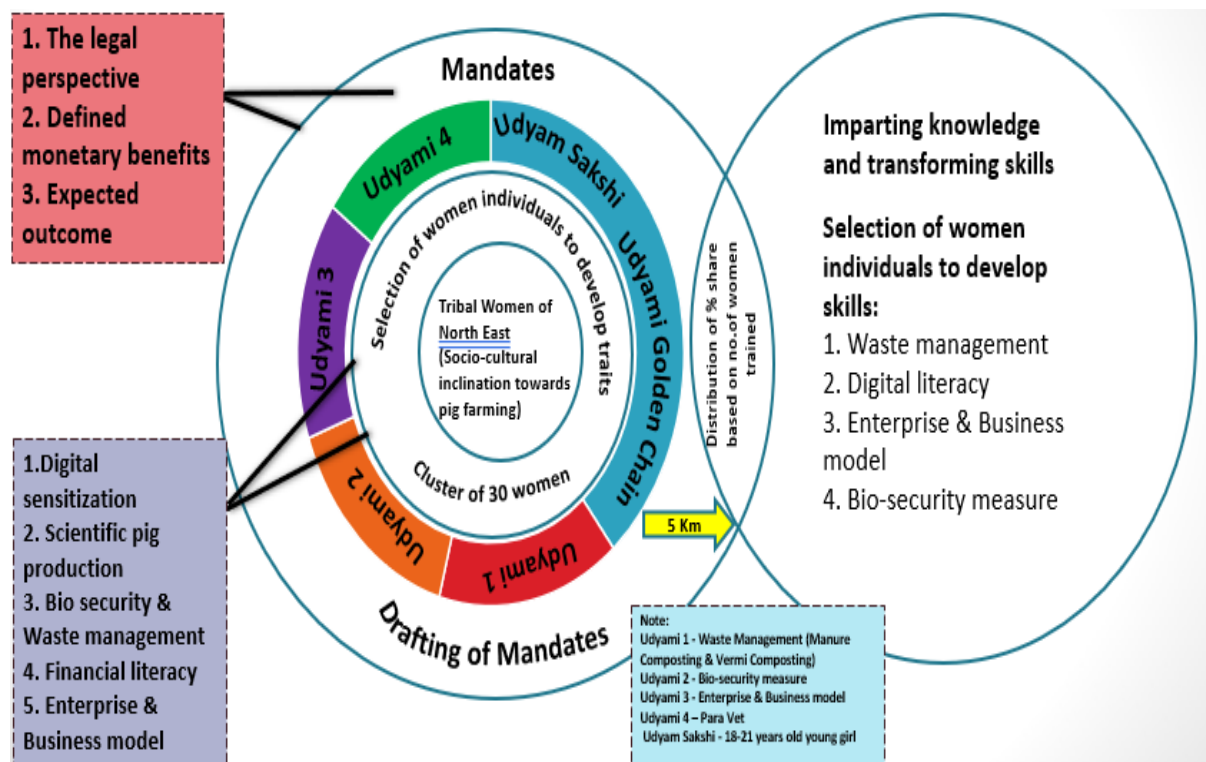 1. The legal
perspective
2. Defined
monetary benefits
3. Expected
outcome
1.Digital
sensitization
2. Scientific pig
production
3. Bio security &
Waste management
4. Financial literacy
5. Enterprise &
Business model
Mandates
Udyami 4
Udyam Sakshi
Udyami Golden Chain
Udyami 3
Udyami 2
Udyami 1
Selection of women individuals to develop traits
Tribal Women of
North East
(Socio-cultural
inclination towards
pig farming)
Cluster of 30 women
Drafting of Mandates
Distribution of % share
based on no.of women
trained
5 Km
Imparting knowledge
and transforming skills
Selection of women
individuals to develop
skills:
1. Waste management
2. Digital literacy
3. Enterprise & Business
model
4. Bio-security measure
Note:
Udyami 1 - Waste Management (Manure
Composting & Vermi Composting)
Udyami 2 - Bio-security measure
Udyami 3 - Enterprise & Business model
Udyami 4 – Para Vet
Udyam Sakshi - 18-21 years old young girl